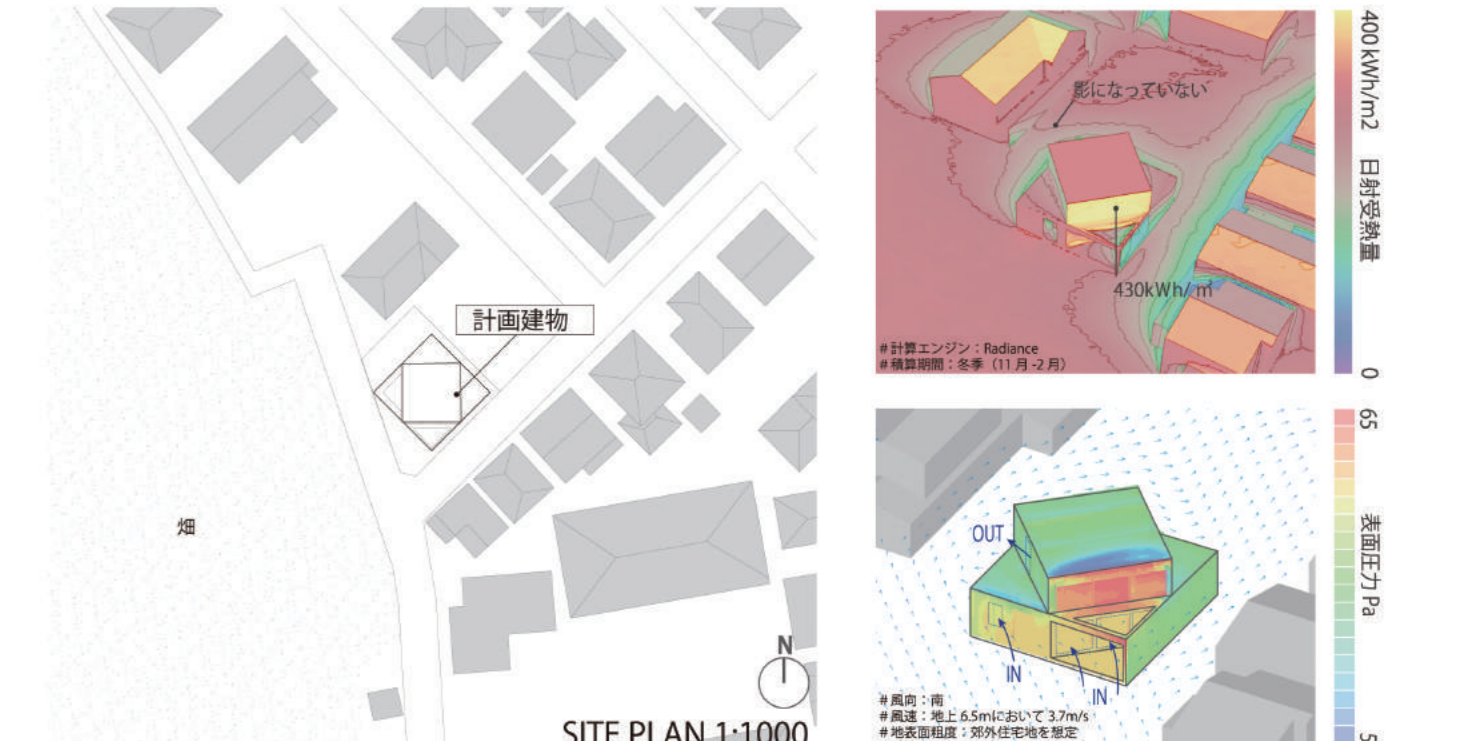 計画建物
畑
N
SITE PLAN 1:1000
影になっていない
430kWh/㎡
#計算エンジン：Radiance
#積算期間：冬季（11月-2月）
400 kWh/m2 日射受熱量 0
OUT
IN
IN
#風向：南
#風速：地上6.5mにおいて3.7m/s
#地表面粗度：郊外住宅地を想定
65 表面圧力 Pa